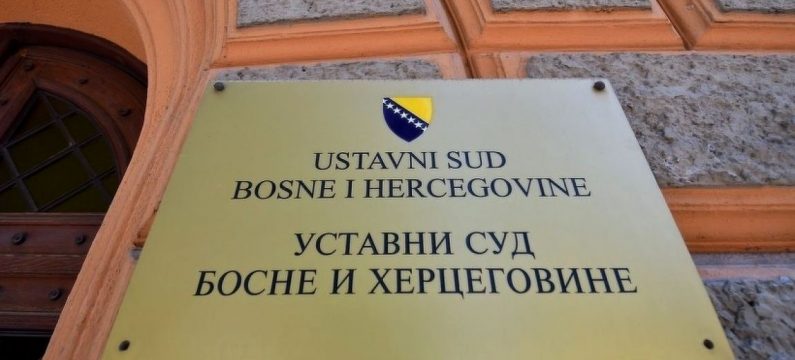 USTAVNI SUD
BOSNE I HERCEGOVINE
УСТАВНИ СУД
БОСНЕ И ХЕРЦЕГОВИНЕ